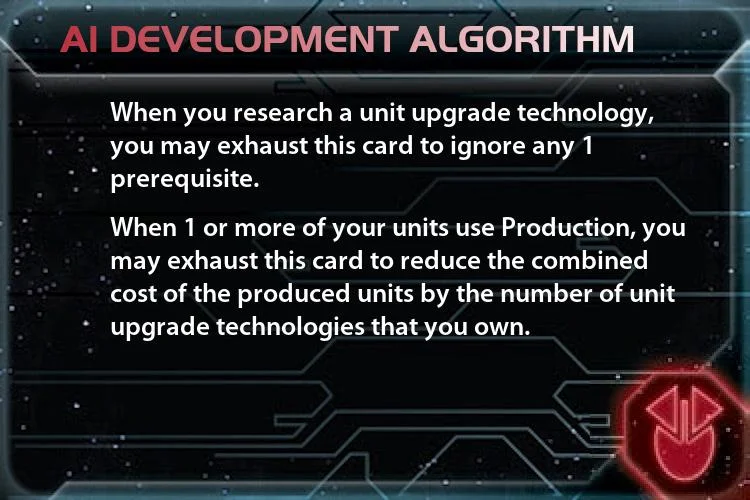 AI DEVELOPMENT ALGORITHM
When you research a unit upgrade technology,
you may exhaust this card to ignore any 1
prerequisite.
When 1 or more of your units use Production, you
may exhaust this card to reduce the combined
cost of the produced units by the number of unit
upgrade technologies that you own.